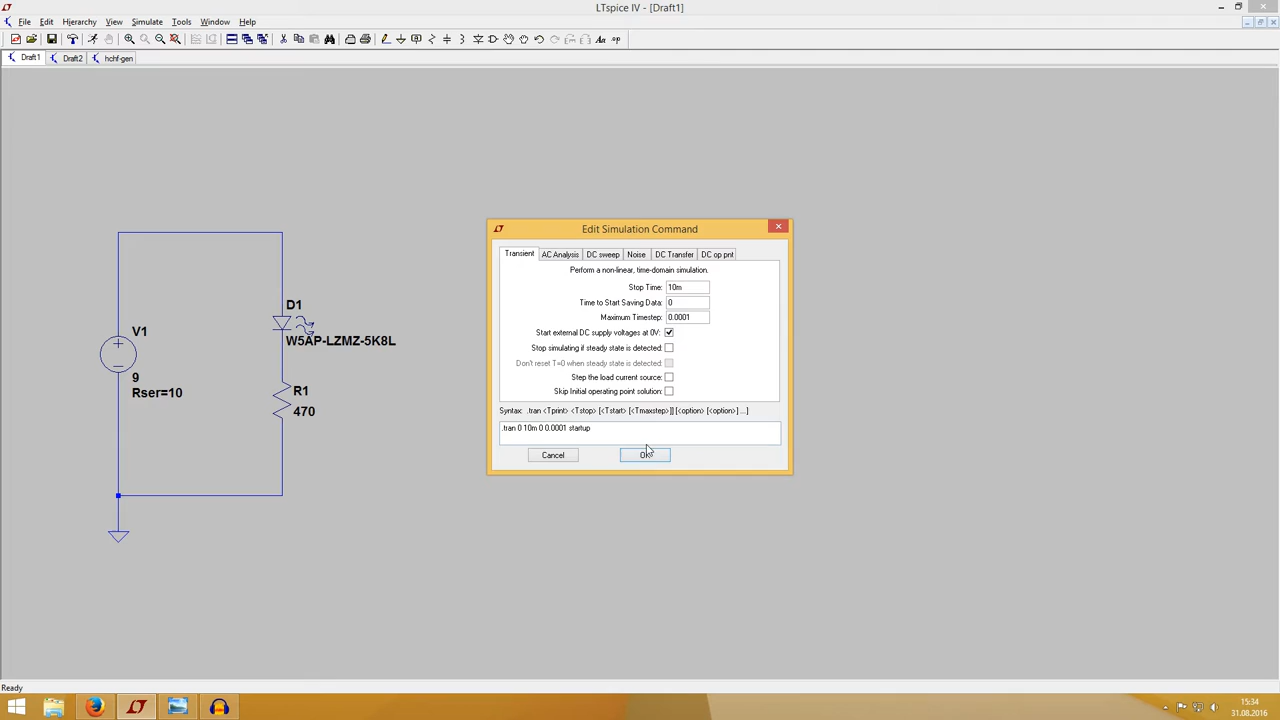 LTspice IV - [Draft1]
File Edit Hierarchy View Simulate Tools Window Help
Draft1 Draft2 hchf-gen
V1
9
Rser=10
D1
W5AP-LZMZ-5K8L
R1
470
Edit Simulation Command
Transient AC Analysis DC sweep Noise DC Transfer DC op pnt
Perform a non-linear, time-domain simulation.
Stop Time: 10m
Time to Start Saving Data: 0
Maximum Timestep: 0.0001
Start external DC supply voltages at 0V:
Stop simulating if steady state is detected:
Don't reset T=0 when steady state is detected:
Step the load current source:
Skip Initial operating point solution:
Syntax: .tran <Tprint> <Tstop> [<Tstart> [<Tmaxstep>]] [<option> [<option>] ...]
.tran 0 10m 0 0.0001 startup
Cancel OK
Ready
15:34
31.08.2016